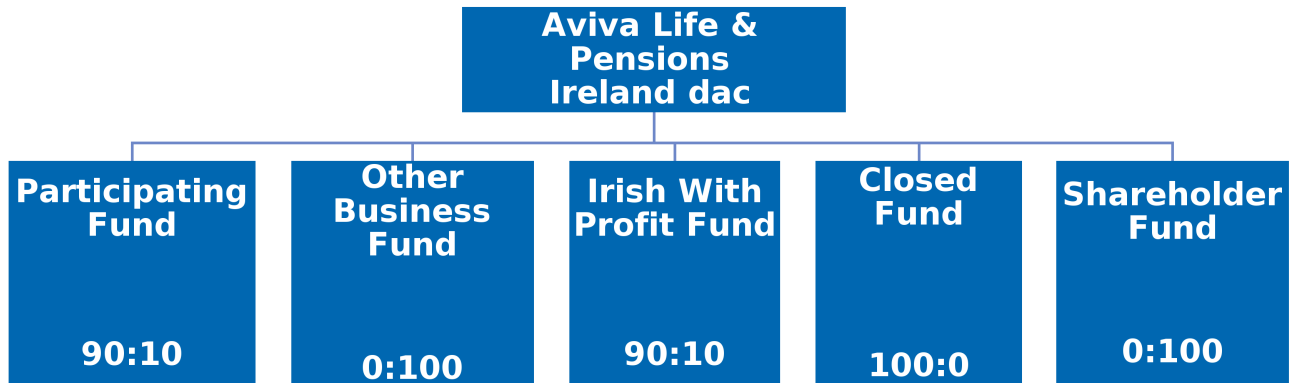 Aviva Life &
Pensions
Ireland dac
Participating
Fund
90:10
Other
Business
Fund
0:100
Irish With
Profit Fund
90:10
Closed
Fund
100:0
Shareholder
Fund
0:100